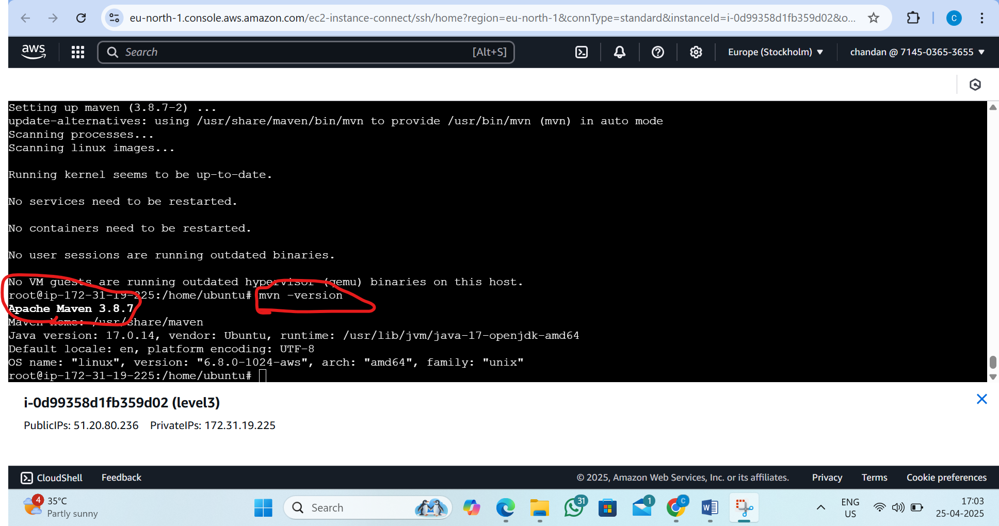 eu-north-1.console.aws.amazon.com/ec2-instance-connect/ssh/home?region=eu-north-1&connType=standard&instanceId=i-0d99358d1fb359d02&o...
C
aws
Search [Alt+S]
Europe (Stockholm) chandan @ 7145-0365-3655
Setting up maven (3.8.7-2) ...
update-alternatives: using /usr/share/maven/bin/mvn to provide /usr/bin/mvn (mvn) in auto mode
Scanning processes...
Scanning linux images...
Running kernel seems to be up-to-date.
No services need to be restarted.
No containers need to be restarted.
No user sessions are running outdated binaries.
No VM guests are running outdated hypervisor (qemu) binaries on this host.
root@ip-172-31-19-225:/home/ubuntu# mvn -version
Apache Maven 3.8.7
Maven home: /usr/share/maven
Java version: 17.0.14, vendor: Ubuntu, runtime: /usr/lib/jvm/java-17-openjdk-amd64
Default locale: en, platform encoding: UTF-8
OS name: "linux", version: "6.8.0-1024-aws", arch: "amd64", family: "unix"
root@ip-172-31-19-225:/home/ubuntu#
i-0d99358d1fb359d02 (level3)
PublicIPs: 51.20.80.236 PrivateIPs: 172.31.19.225
CloudShell Feedback © 2025, Amazon Web Services, Inc. or its affiliates. Privacy Terms Cookie preferences
4 35°C
Partly sunny
Search
31
1
C
W
ENG
US
17:03
25-04-2025